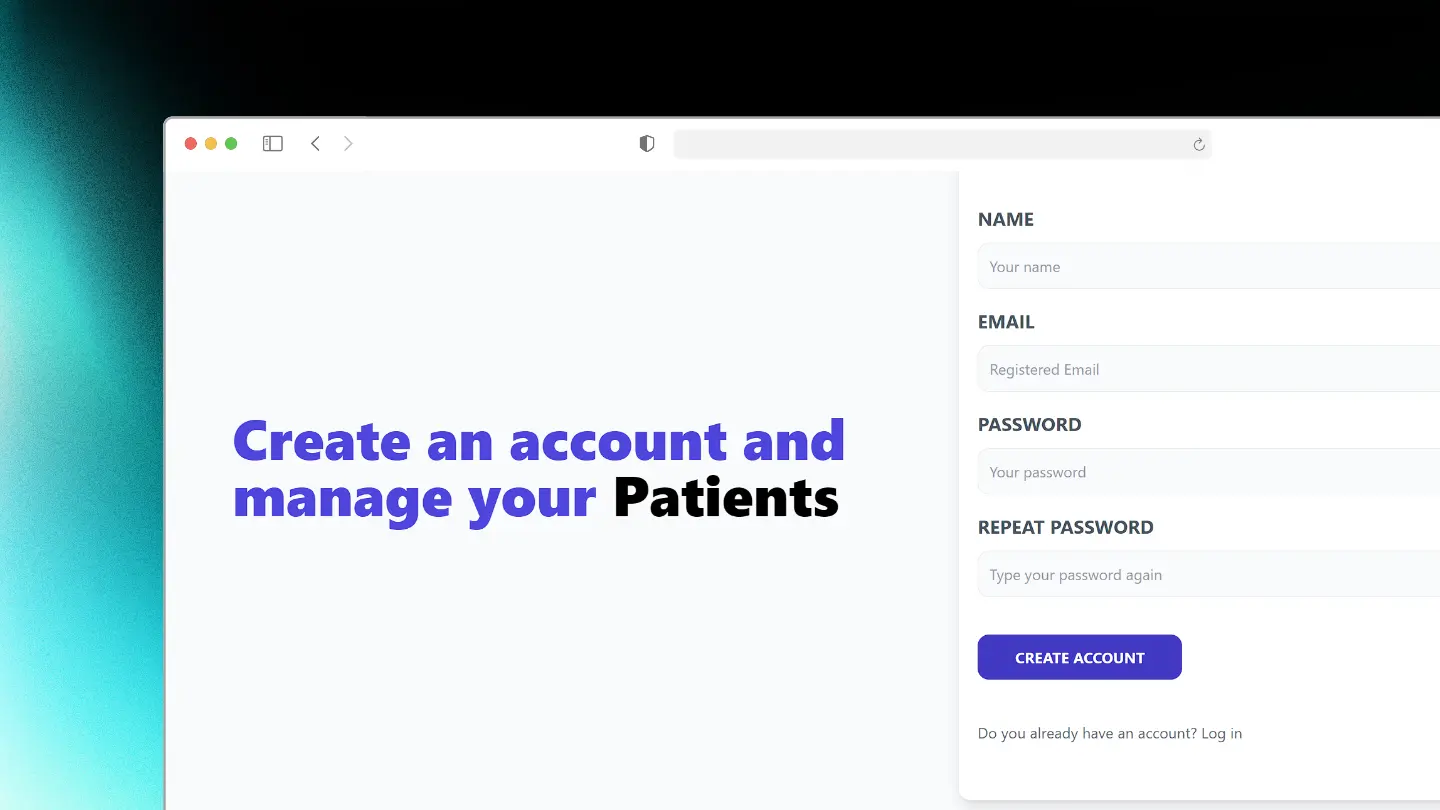 Create an account and
manage your Patients
NAME
Your name
EMAIL
Registered Email
PASSWORD
Your password
REPEAT PASSWORD
Type your password again
CREATE ACCOUNT
Do you already have an account? Log in